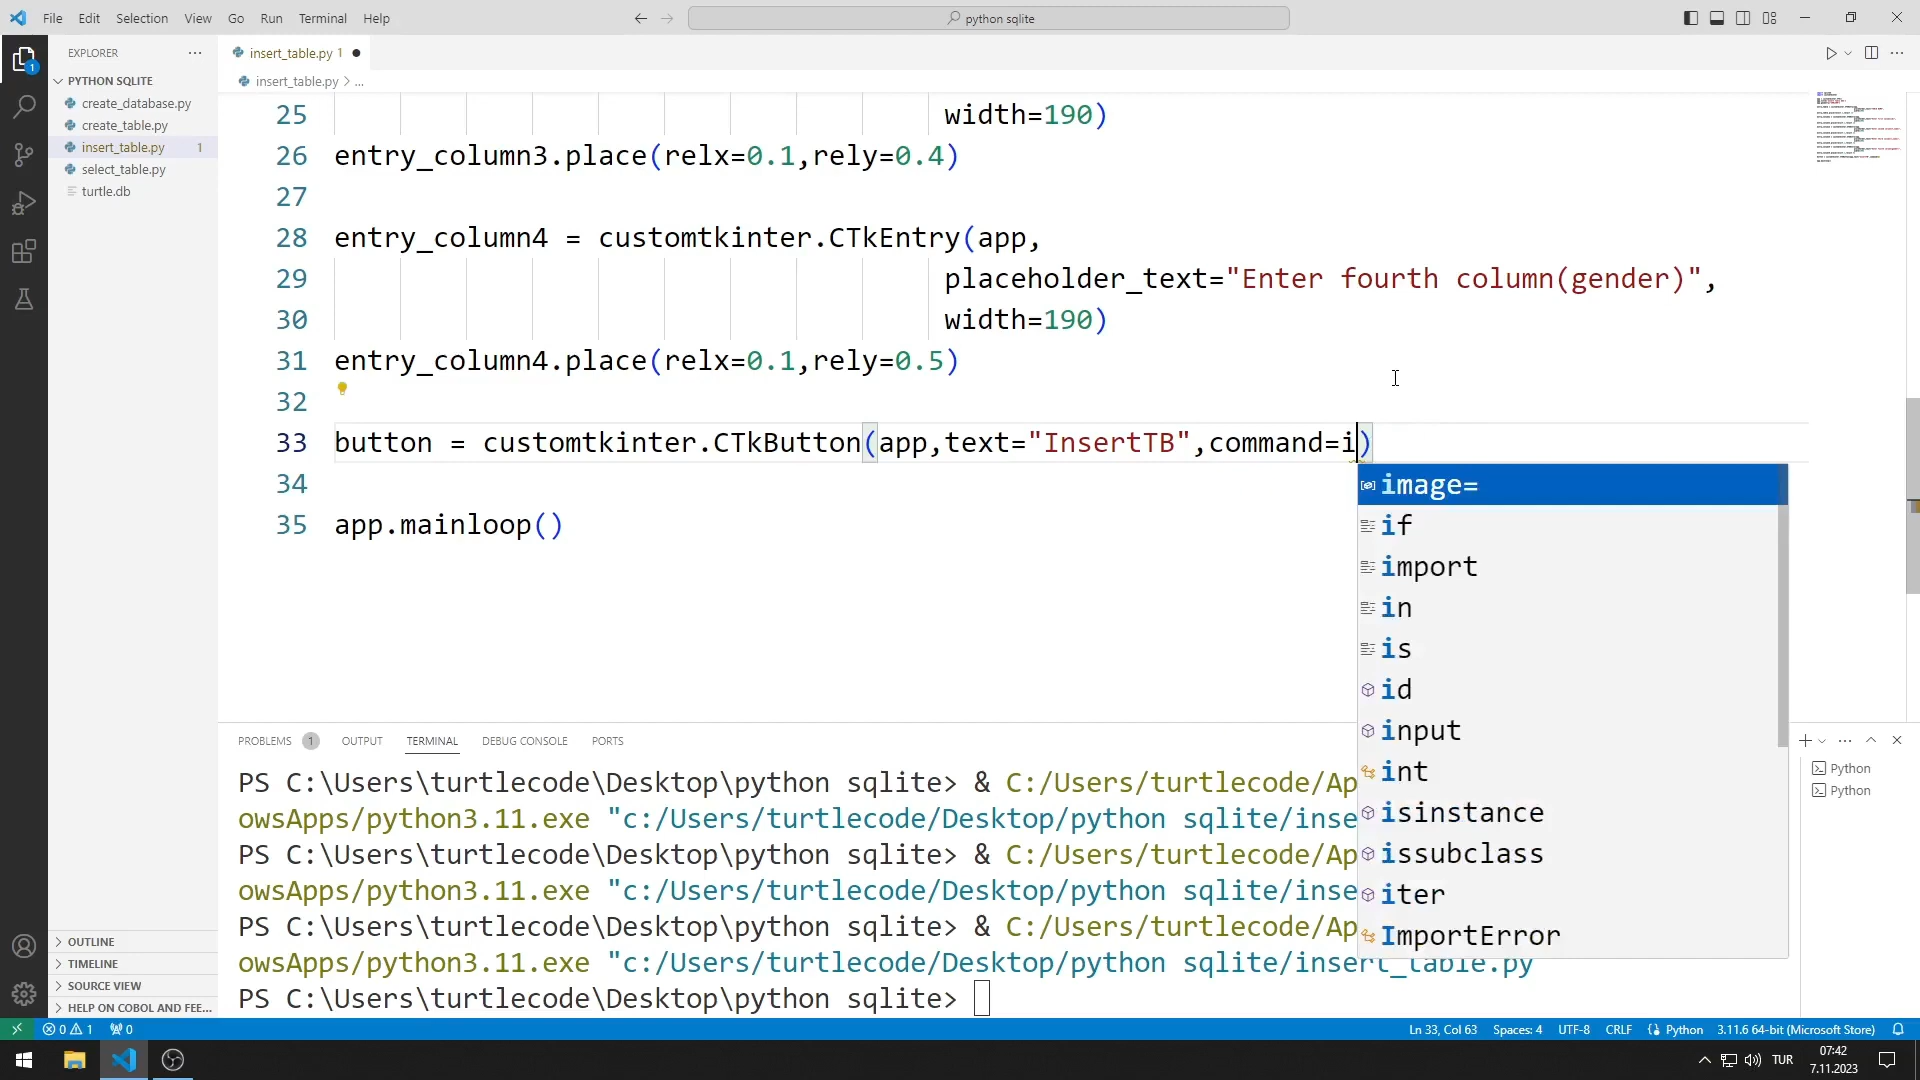 File Edit Selection View Go Run Terminal Help
python sqlite
EXPLORER
PYTHON SQLITE
create_database.py
create_table.py
insert_table.py 1
select_table.py
turtle.db
OUTLINE
TIMELINE
SOURCE VIEW
HELP ON COBOL AND FEE...
insert_table.py 1
insert_table.py > ...
25 width=190)
26 entry_column3.place(relx=0.1,rely=0.4)
27
28 entry_column4 = customtkinter.CTkEntry(app,
29 placeholder_text="Enter fourth column(gender)",
30 width=190)
31 entry_column4.place(relx=0.1,rely=0.5)
32
33 button = customtkinter.CTkButton(app,text="InsertTB",command=i)
34
35 app.mainloop()
image=
if
import
in
is
id
input
int
isinstance
issubclass
iter
ImportError
PROBLEMS 1 OUTPUT TERMINAL DEBUG CONSOLE PORTS
PS C:\Users\turtlecode\Desktop\python sqlite> & C:/Users/turtlecode/Ap
owsApps/python3.11.exe "c:/Users/turtlecode/Desktop/python sqlite/inse
PS C:\Users\turtlecode\Desktop\python sqlite> & C:/Users/turtlecode/Ap
owsApps/python3.11.exe "c:/Users/turtlecode/Desktop/python sqlite/inse
PS C:\Users\turtlecode\Desktop\python sqlite> & C:/Users/turtlecode/Ap
owsApps/python3.11.exe "c:/Users/turtlecode/Desktop/python sqlite/insert_table.py
PS C:\Users\turtlecode\Desktop\python sqlite>
Python
Python
0 1 0
Ln 33, Col 63 Spaces: 4 UTF-8 CRLF Python 3.11.6 64-bit (Microsoft Store)
TUR
07:42
7.11.2023